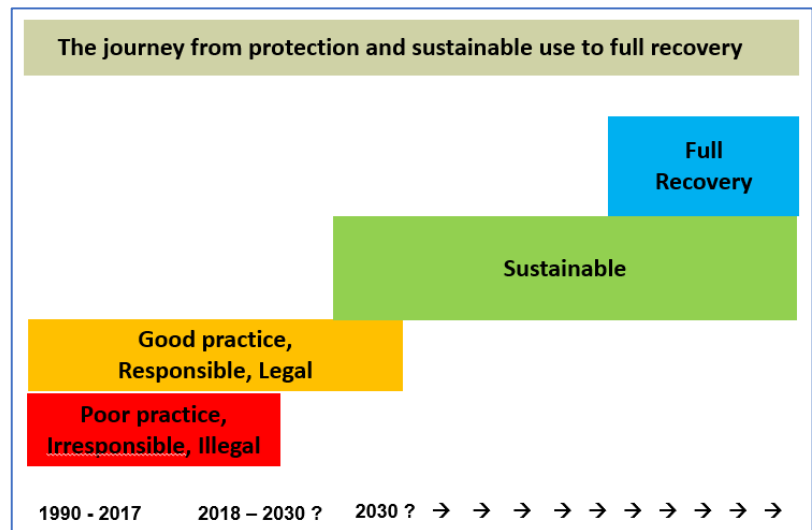 The journey from protection and sustainable use to full recovery
Full
Recovery
Sustainable
Good practice,
Responsible, Legal
Poor practice,
Irresponsible, Illegal
1990 - 2017 2018 – 2030 ? 2030 ? → → → → → → → → → →